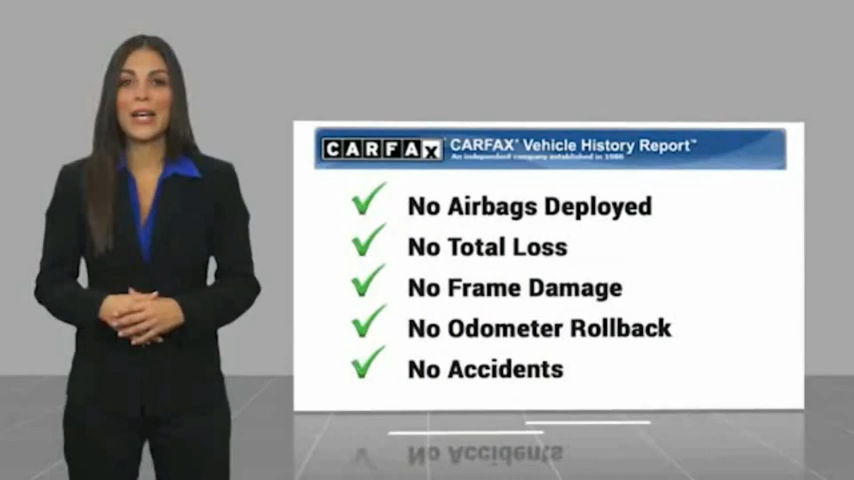 CARFAX CARFAX® Vehicle History Report™
An independent company established in 1986
No Airbags Deployed
No Total Loss
No Frame Damage
No Odometer Rollback
No Accidents
No Accidents